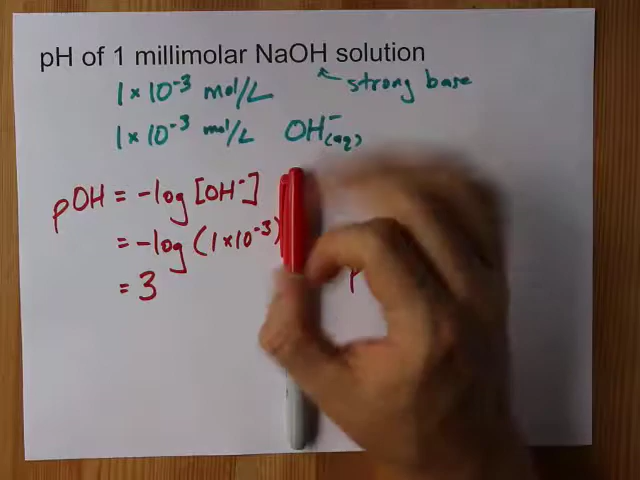 pH of 1 millimolar NaOH solution
1 × 10⁻³ mol/L
strong base
1 × 10⁻³ mol/L OH⁻(aq)
pOH = -log [OH⁻]
= -log (1×10⁻³)
= 3
p